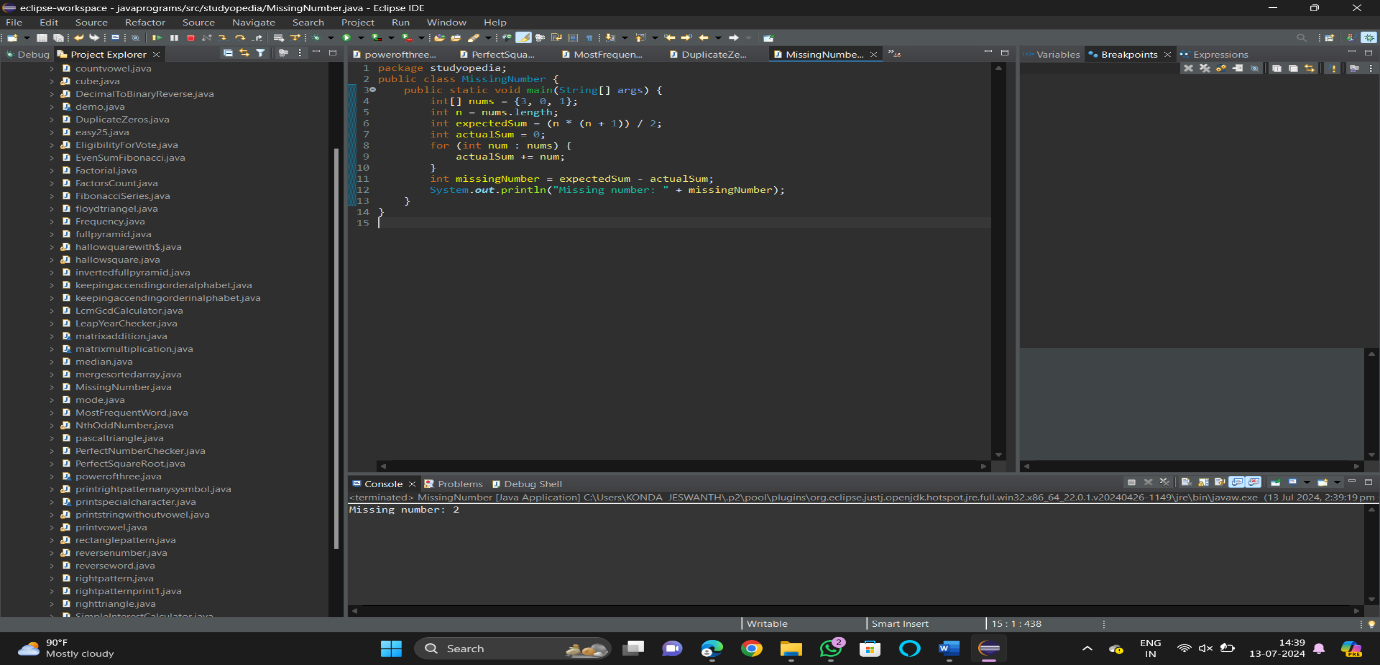 eclipse-workspace - javaprograms/src/studyopedia/MissingNumber.java - Eclipse IDE
File Edit Source Refactor Source Navigate Search Project Run Window Help
Debug Project Explorer
countvowel.java
cube.java
DecimalToBinaryReverse.java
demo.java
DuplicateZeros.java
easy25.java
EligibilityForVote.java
EvenSumFibonacci.java
Factorial.java
FactorsCount.java
FibonacciSeries.java
floydtriangel.java
Frequency.java
fullpyramid.java
hallowquarewith$.java
hallowsquare.java
invertedfullpyramid.java
keepingaccendingorderalphabet.java
keepingaccendingorderinalphabet.java
LcmGcdCalculator.java
LeapYearChecker.java
matrixaddition.java
matrixmultiplication.java
median.java
mergesortedarray.java
MissingNumber.java
mode.java
MostFrequentWord.java
NthOddNumber.java
pascaltriangle.java
PerfectNumberChecker.java
PerfectSquareRoot.java
powerofthree.java
printrightpatternanysysmbol.java
printspecialcharacter.java
printstringwithoutvowel.java
printvowel.java
rectanglepattern.java
reversenumber.java
reverseword.java
rightpattern.java
rightpatternprint1.java
righttriangle.java
SimpleInterestCalculator.java
powerofthree... PerfectSqua... MostFrequen... DuplicateZe... MissingNumbe... »18
1 package studyopedia;
2 public class MissingNumber {
3 public static void main(String[] args) {
4 int[] nums = {3, 0, 1};
5 int n = nums.length;
6 int expectedSum = (n * (n + 1)) / 2;
7 int actualSum = 0;
8 for (int num : nums) {
9 actualSum += num;
10 }
11 int missingNumber = expectedSum - actualSum;
12 System.out.println("Missing number: " + missingNumber);
13 }
14 }
15
Variables Breakpoints Expressions
Console Problems Debug Shell
<terminated> MissingNumber [Java Application] C:\Users\KONDA JESWANTH\.p2\pool\plugins\org.eclipse.justj.openjdk.hotspot.jre.full.win32.x86_64_22.0.1.v20240426-1149\jre\bin\javaw.exe (13 Jul 2024, 2:39:19 pm
Missing number: 2
Writable Smart Insert 15 : 1 : 438
90°F
Mostly cloudy
Search
2
ENG
IN
14:39
13-07-2024